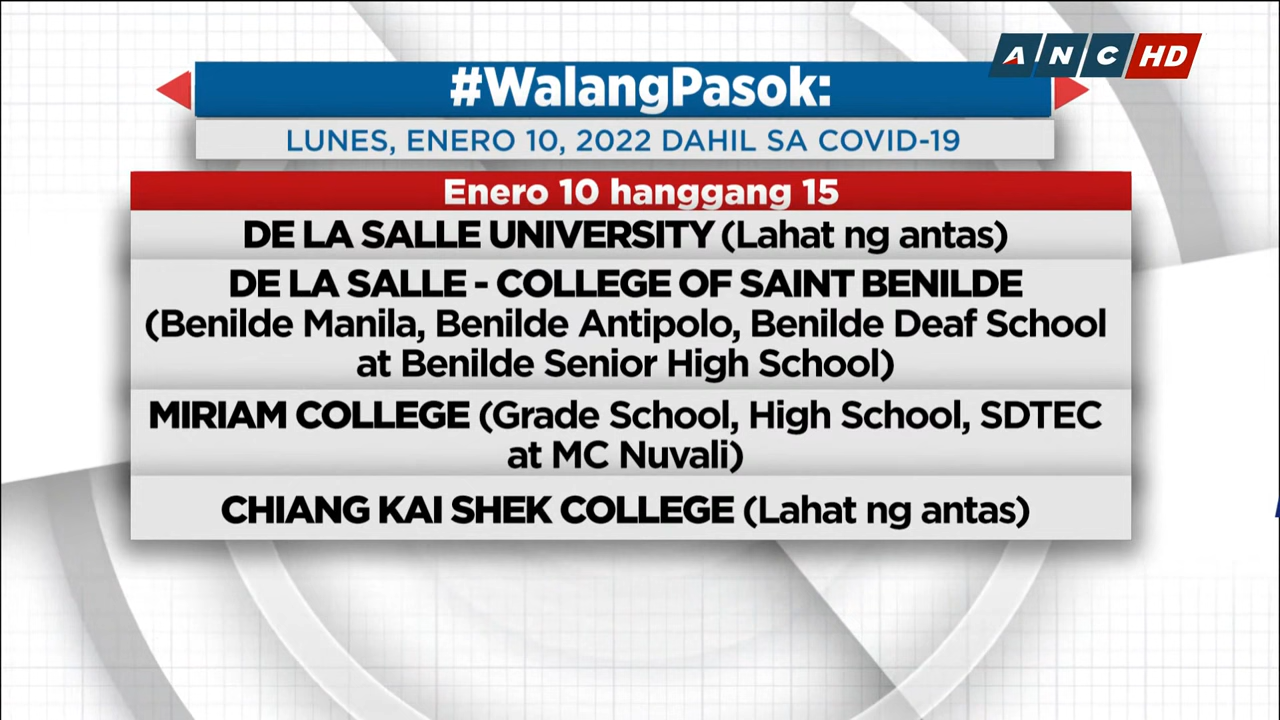 ANC HD
#WalangPasok:
LUNES, ENERO 10, 2022 DAHIL SA COVID-19
Enero 10 hanggang 15
DE LA SALLE UNIVERSITY (Lahat ng antas)
DE LA SALLE - COLLEGE OF SAINT BENILDE
(Benilde Manila, Benilde Antipolo, Benilde Deaf School
at Benilde Senior High School)
MIRIAM COLLEGE (Grade School, High School, SDTEC
at MC Nuvali)
CHIANG KAI SHEK COLLEGE (Lahat ng antas)